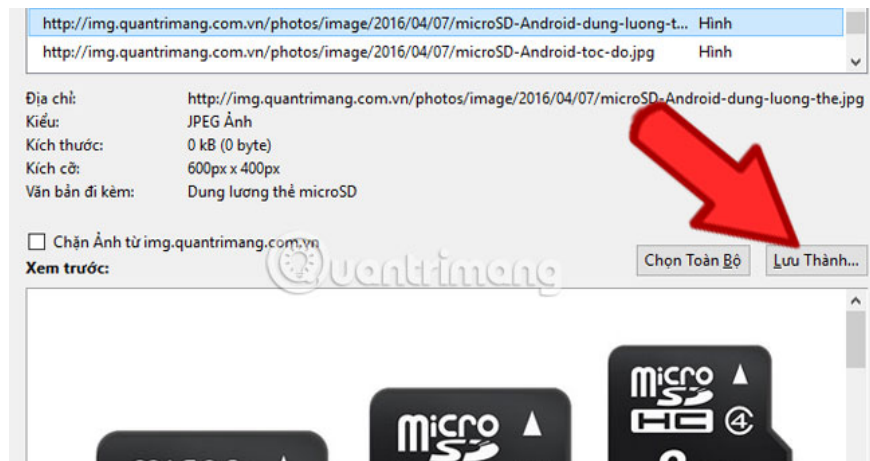 http://img.quantrimang.com.vn/photos/image/2016/04/07/microSD-Android-dung-luong-t... Hình
http://img.quantrimang.com.vn/photos/image/2016/04/07/microSD-Android-toc-do.jpg Hình
Địa chỉ: http://img.quantrimang.com.vn/photos/image/2016/04/07/microSD-Android-dung-luong-the.jpg
Kiểu: JPEG Ảnh
Kích thước: 0 kB (0 byte)
Kích cỡ: 600px x 400px
Văn bản đi kèm: Dung lương thẻ microSD
Chặn Ảnh từ img.quantrimang.com.vn
Quantrimang
Chọn Toàn Bộ Lưu Thành...
Xem trước:
micro
SD
HC 4
micro
SD